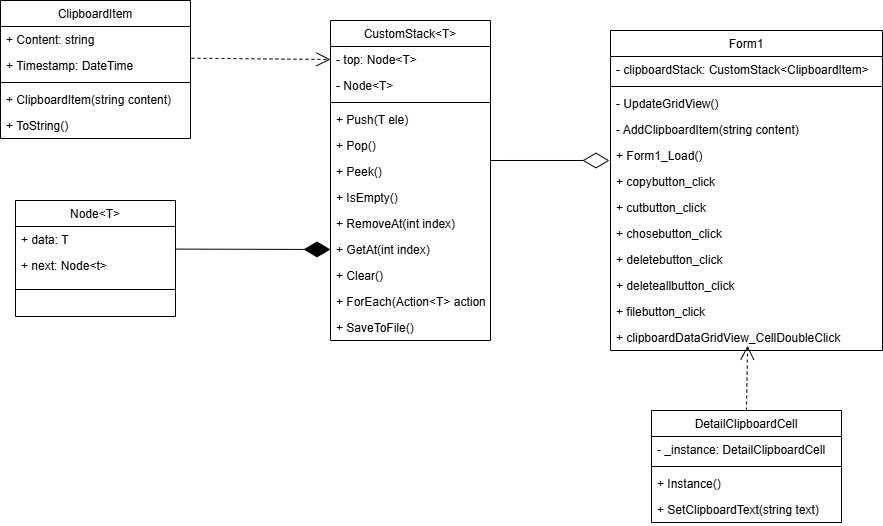 ClipboardItem
+ Content: string
+ Timestamp: DateTime
+ ClipboardItem(string content)
+ ToString()
CustomStack<T>
- top: Node<T>
- Node<T>
+ Push(T ele)
+ Pop()
+ Peek()
+ IsEmpty()
+ RemoveAt(int index)
+ GetAt(int index)
+ Clear()
+ ForEach(Action<T> action
+ SaveToFile()
Form1
- clipboardStack: CustomStack<ClipboardItem>
- UpdateGridView()
- AddClipboardItem(string content)
+ Form1_Load()
+ copybutton_click
+ cutbutton_click
+ chosebutton_click
+ deletebutton_click
+ deleteallbutton_click
+ filebutton_click
+ clipboardDataGridView_CellDoubleClick
Node<T>
+ data: T
+ next: Node<t>
DetailClipboardCell
- _instance: DetailClipboardCell
+ Instance()
+ SetClipboardText(string text)